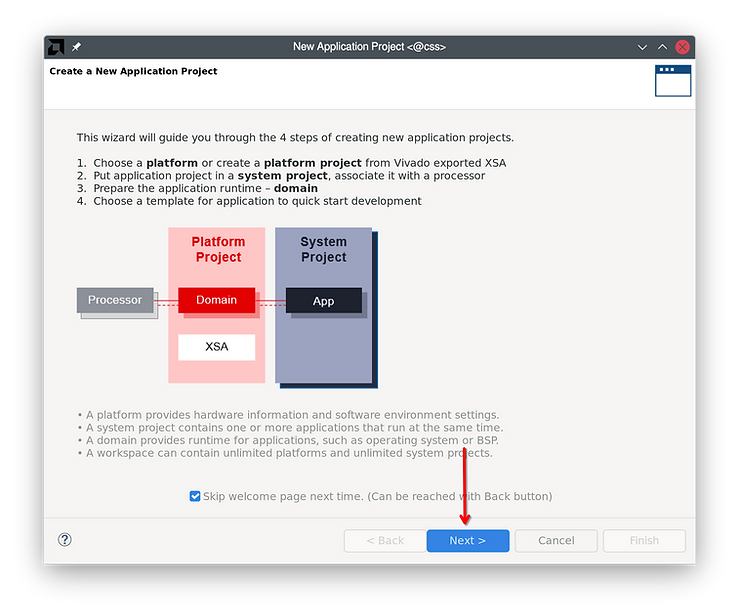 New Application Project <@css>
Create a New Application Project
This wizard will guide you through the 4 steps of creating new application projects.
1. Choose a platform or create a platform project from Vivado exported XSA
2. Put application project in a system project, associate it with a processor
3. Prepare the application runtime – domain
4. Choose a template for application to quick start development
Platform
Project
System
Project
Processor
Domain
App
XSA
• A platform provides hardware information and software environment settings.
• A system project contains one or more applications that run at the same time.
• A domain provides runtime for applications, such as operating system or BSP.
• A workspace can contain unlimited platforms and unlimited system projects.
Skip welcome page next time. (Can be reached with Back button)
?
< Back
Next >
Cancel
Finish